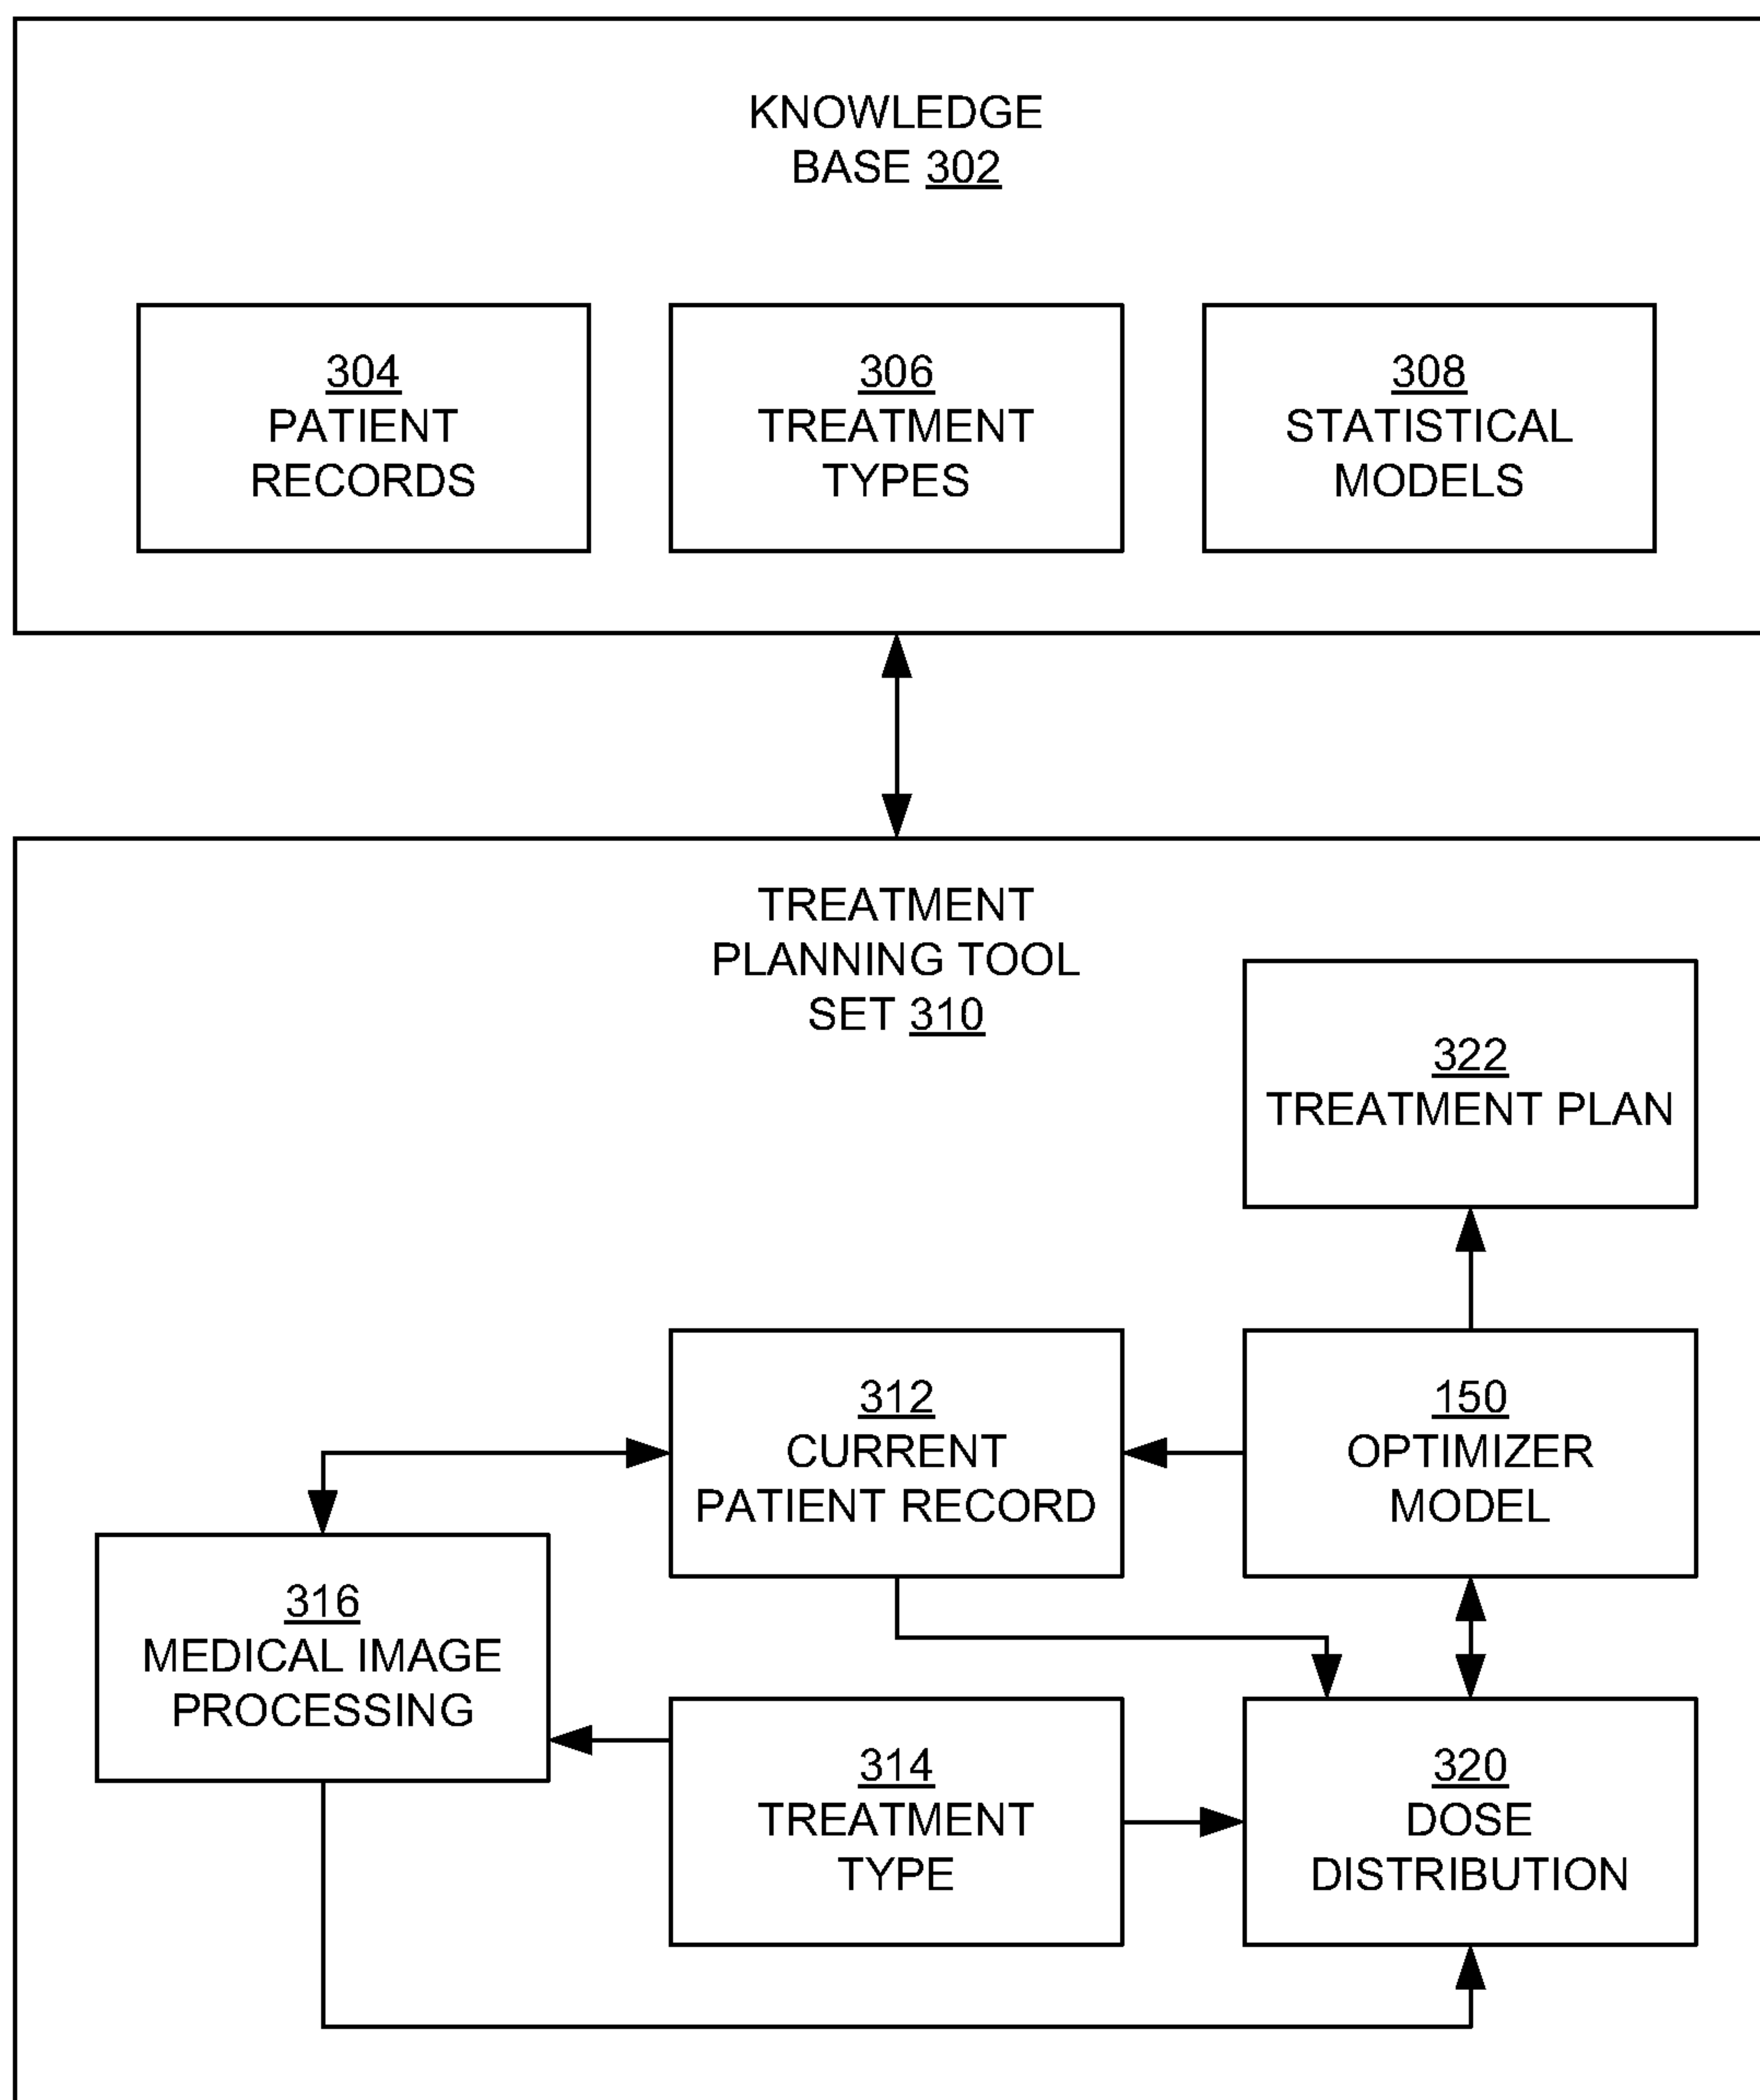 KNOWLEDGE
BASE 302
304
PATIENT
RECORDS
306
TREATMENT
TYPES
308
STATISTICAL
MODELS
TREATMENT
PLANNING TOOL
SET 310
322
TREATMENT PLAN
312
CURRENT
PATIENT RECORD
150
OPTIMIZER
MODEL
316
MEDICAL IMAGE
PROCESSING
314
TREATMENT
TYPE
320
DOSE
DISTRIBUTION